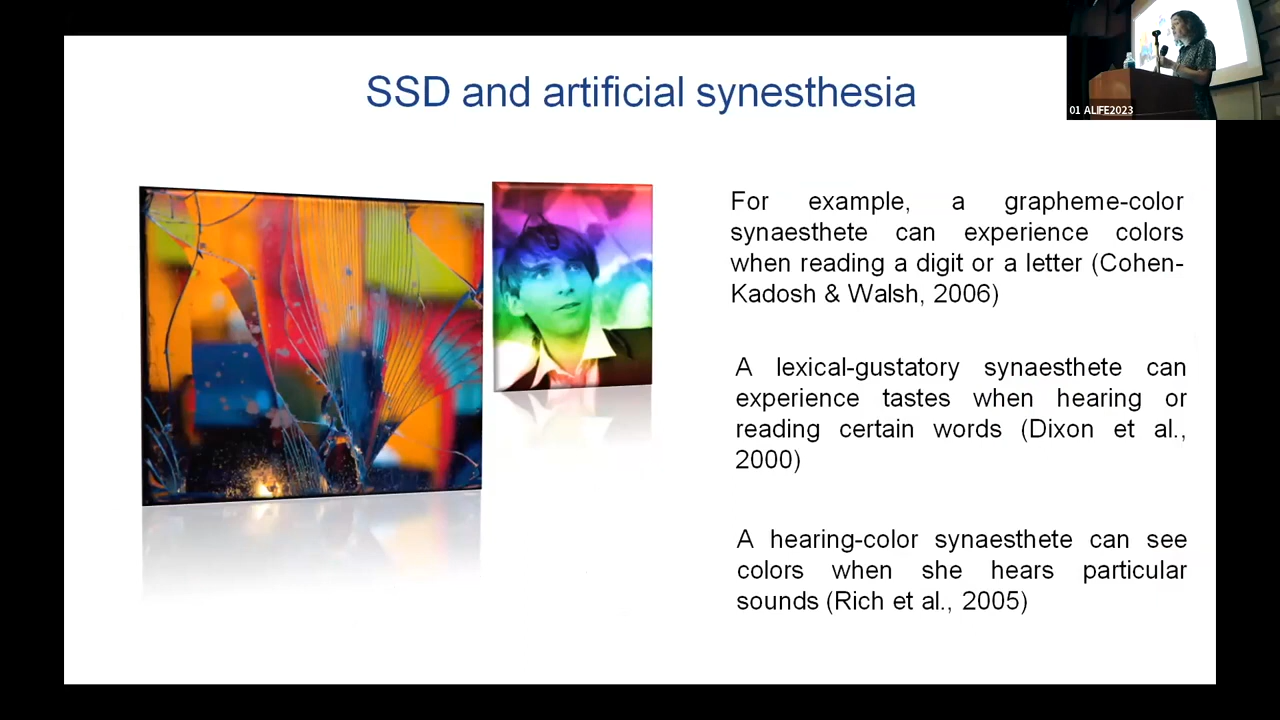 SSD and artificial synesthesia
01 ALIFE2023
For example, a grapheme-color
synaesthete can experience colors
when reading a digit or a letter (Cohen-
Kadosh & Walsh, 2006)
A lexical-gustatory synaesthete can
experience tastes when hearing or
reading certain words (Dixon et al.,
2000)
A hearing-color synaesthete can see
colors when she hears particular
sounds (Rich et al., 2005)